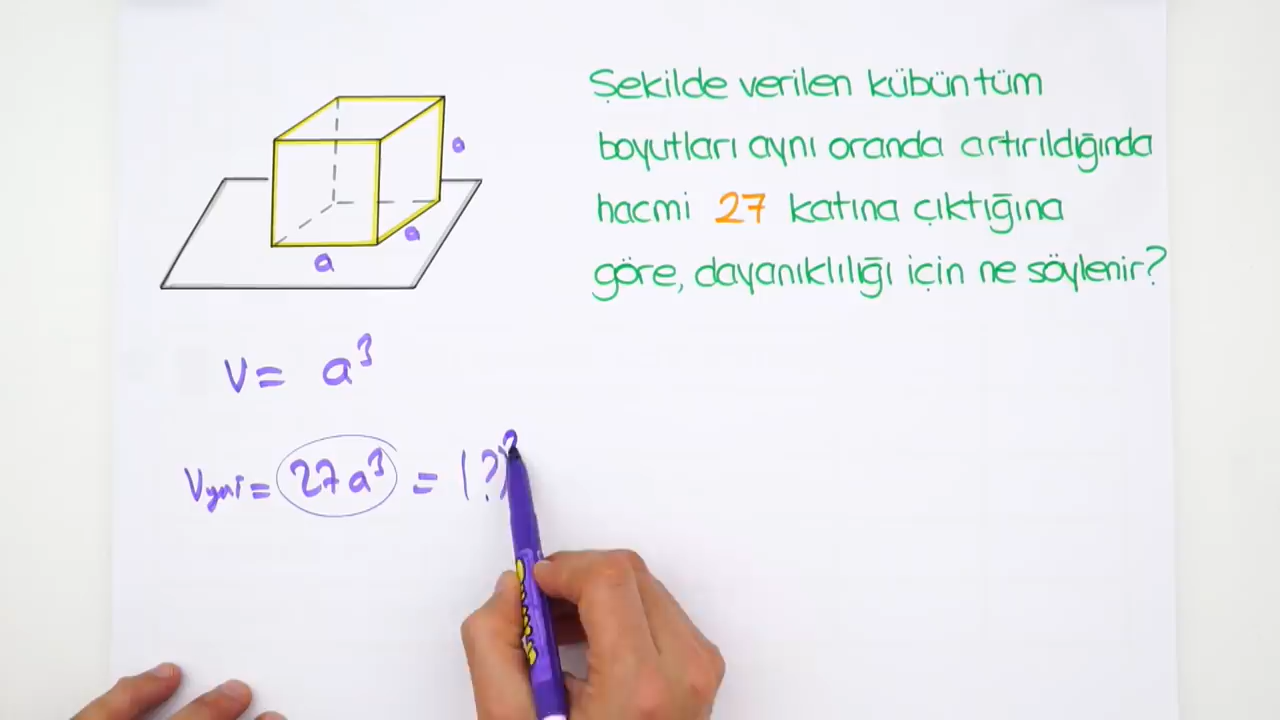 Şekilde verilen kübün tüm
boyutları aynı oranda artırıldığında
hacmi 27 katına çıktığına
göre, dayanıklılığı için ne söylenir?
a
a
a
V = a³
Vyni = 27a³ = (?)³